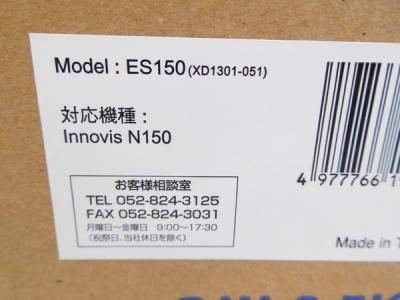 Model : ES150 (XD1301-051)
対応機種 :
Innovis N150
お客様相談室
TEL 052-824-3125
FAX 052-824-3031
月曜日~金曜日 9:00~17:30
(祝祭日、当社休日を除く)
4 977766
Made in